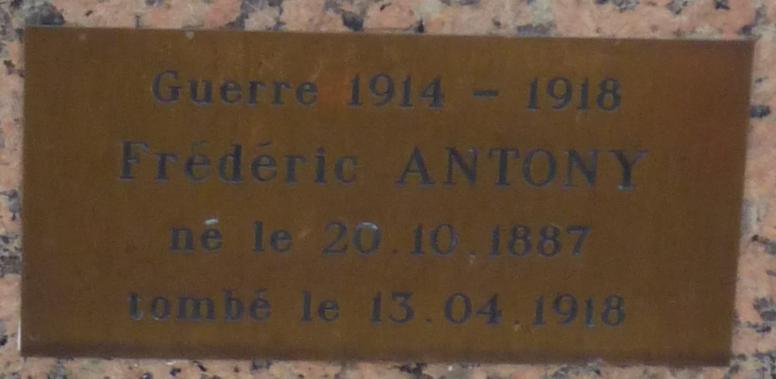 Guerre 1914 - 1918
Frédéric ANTONY
né le 20.10.1887
tombé le 13.04.1918